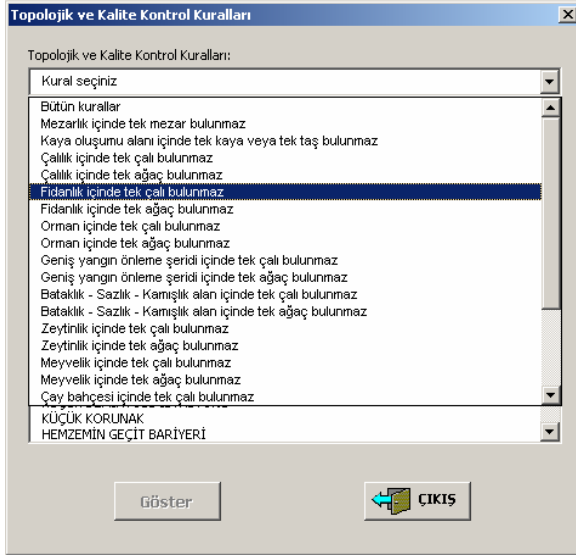 Topolojik ve Kalite Kontrol Kuralları
Topolojik ve Kalite Kontrol Kuralları:
Kural seçiniz
Bütün kurallar
Mezarlık içinde tek mezar bulunmaz
Kaya oluşumu alanı içinde tek kaya veya tek taş bulunmaz
Çalılık içinde tek çalı bulunmaz
Çalılık içinde tek ağaç bulunmaz
Fidanlık içinde tek çalı bulunmaz
Fidanlık içinde tek ağaç bulunmaz
Orman içinde tek çalı bulunmaz
Orman içinde tek ağaç bulunmaz
Geniş yangın önleme şeridi içinde tek çalı bulunmaz
Geniş yangın önleme şeridi içinde tek ağaç bulunmaz
Bataklık - Sazlık - Kamışlık alan içinde tek çalı bulunmaz
Bataklık - Sazlık - Kamışlık alan içinde tek ağaç bulunmaz
Zeytinlik içinde tek çalı bulunmaz
Zeytinlik içinde tek ağaç bulunmaz
Meyvelik içinde tek çalı bulunmaz
Meyvelik içinde tek ağaç bulunmaz
Çay bahçesi içinde tek çalı bulunmaz
KÜÇÜK KORUNAK
HEMZEMİN GEÇİT BARİYERİ
Göster
ÇIKIŞ